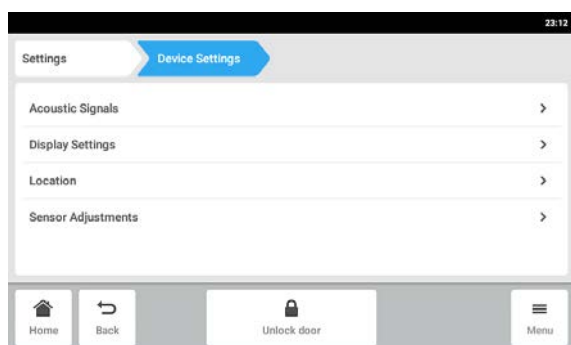 23:12
Settings Device Settings
Acoustic Signals
Display Settings
Location
Sensor Adjustments
Home Back Unlock door Menu